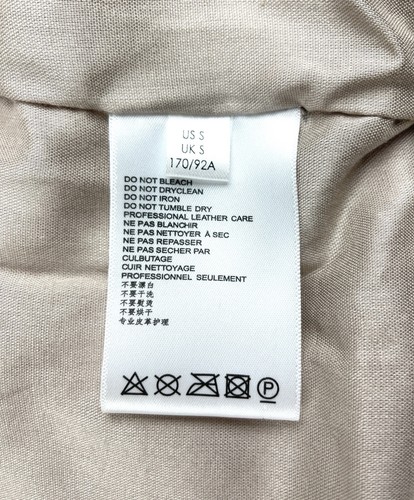 US S
UK S
170/92A
DO NOT BLEACH
DO NOT DRYCLEAN
DO NOT IRON
DO NOT TUMBLE DRY
PROFESSIONAL LEATHER CARE
NE PAS BLANCHIR
NE PAS NETTOYER À SEC
NE PAS REPASSER
NE PAS SECHER PAR
CULBUTAGE
CUIR NETTOYAGE
PROFESSIONNEL SEULEMENT
不要漂白
不要干洗
不要熨烫
不要烘干
专业皮革护理
P